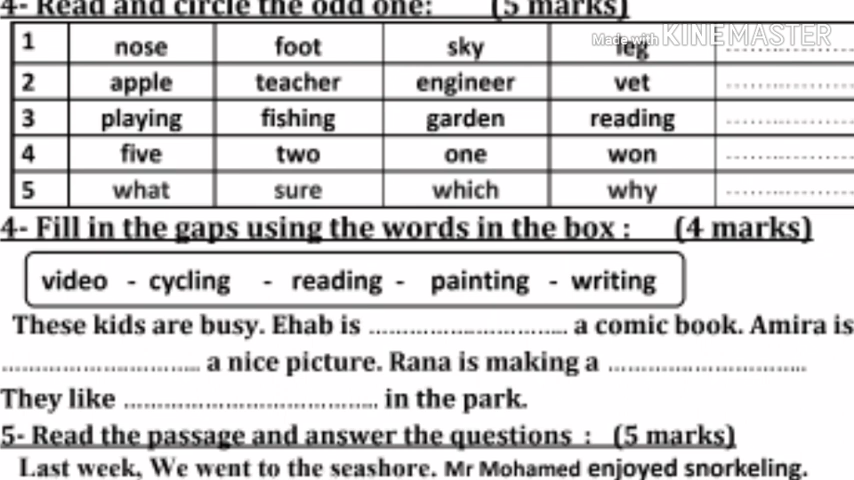 4- Read and circle the odd one: (5 marks)
Made with KINEMASTER
1 nose foot sky leg ....................
2 apple teacher engineer vet ....................
3 playing fishing garden reading ....................
4 five two one won ....................
5 what sure which why ....................
4- Fill in the gaps using the words in the box : (4 marks)
video - cycling - reading - painting - writing
These kids are busy. Ehab is .............................. a comic book. Amira is
.............................. a nice picture. Rana is making a ..............................
They like ...................................... in the park.
5- Read the passage and answer the questions : (5 marks)
Last week, We went to the seashore. Mr Mohamed enjoyed snorkeling.